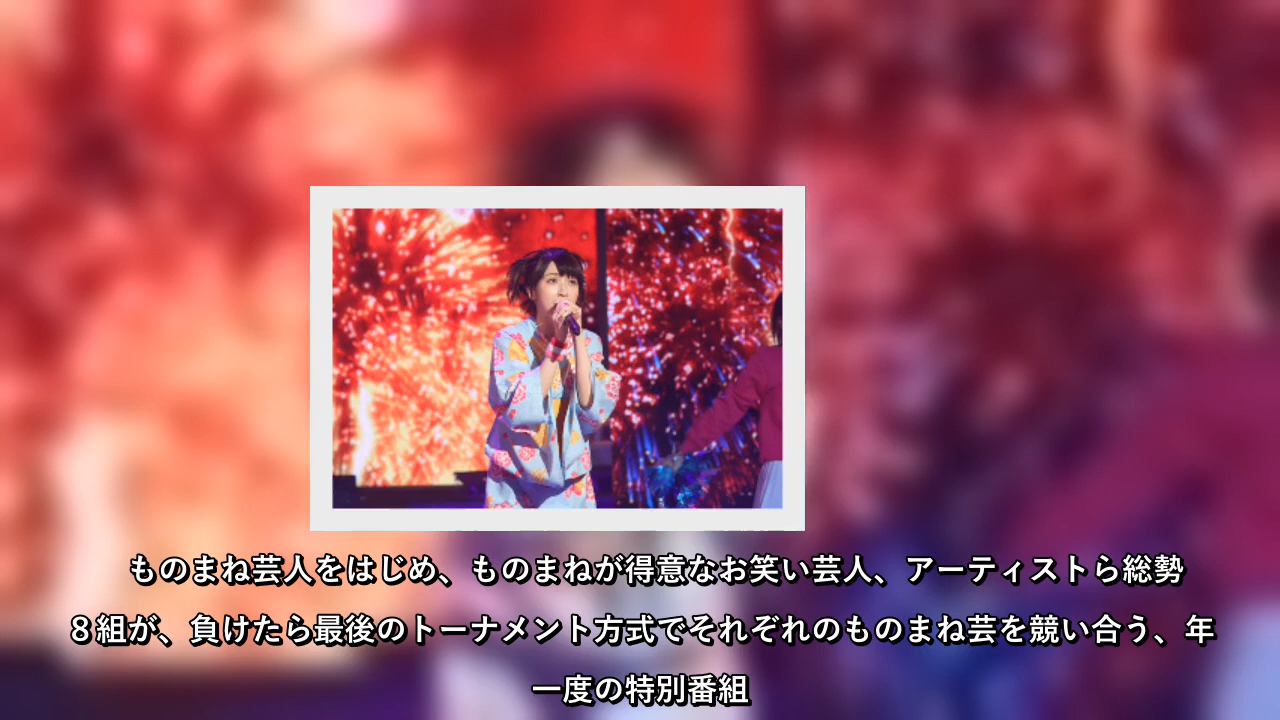 ものまね芸人をはじめ、ものまねが得意なお笑い芸人、アーティストら総勢
８組が、負けたら最後のトーナメント方式でそれぞれのものまね芸を競い合う、年
一度の特別番組